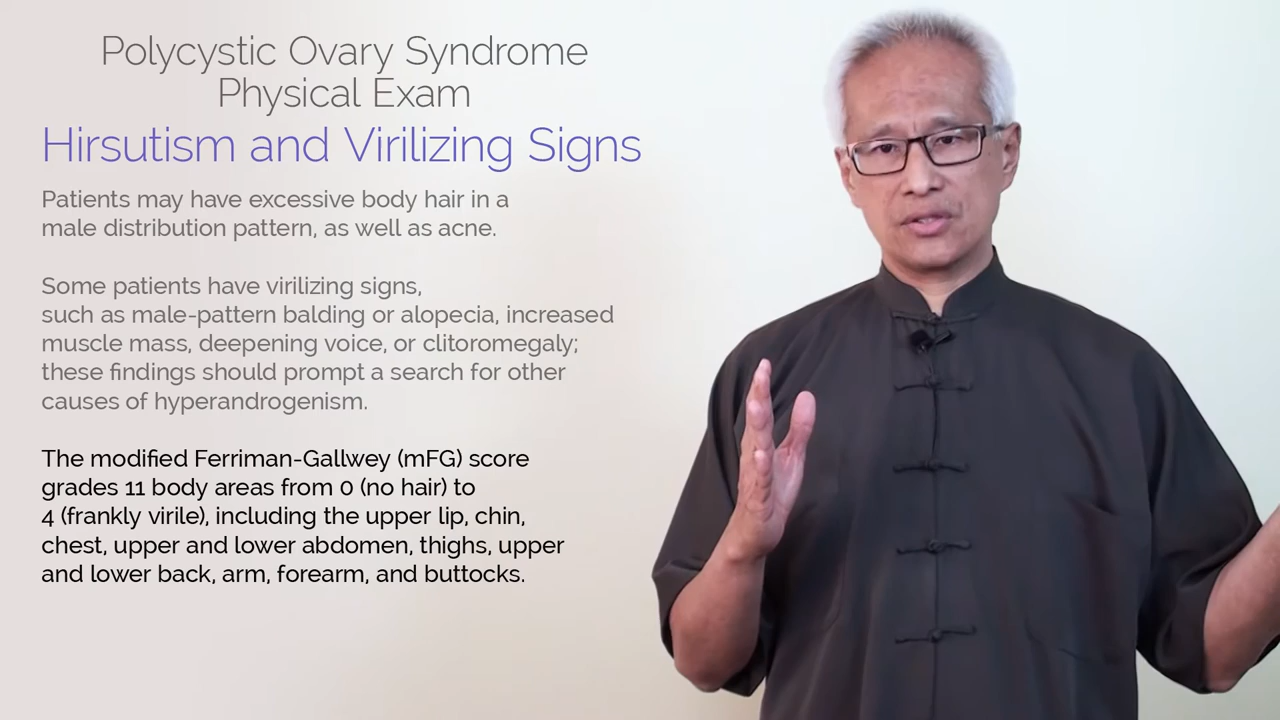 Polycystic Ovary Syndrome
Physical Exam
Hirsutism and Virilizing Signs
Patients may have excessive body hair in a
male distribution pattern, as well as acne.
Some patients have virilizing signs,
such as male-pattern balding or alopecia, increased
muscle mass, deepening voice, or clitoromegaly;
these findings should prompt a search for other
causes of hyperandrogenism.
The modified Ferriman-Gallwey (mFG) score
grades 11 body areas from 0 (no hair) to
4 (frankly virile), including the upper lip, chin,
chest, upper and lower abdomen, thighs, upper
and lower back, arm, forearm, and buttocks.